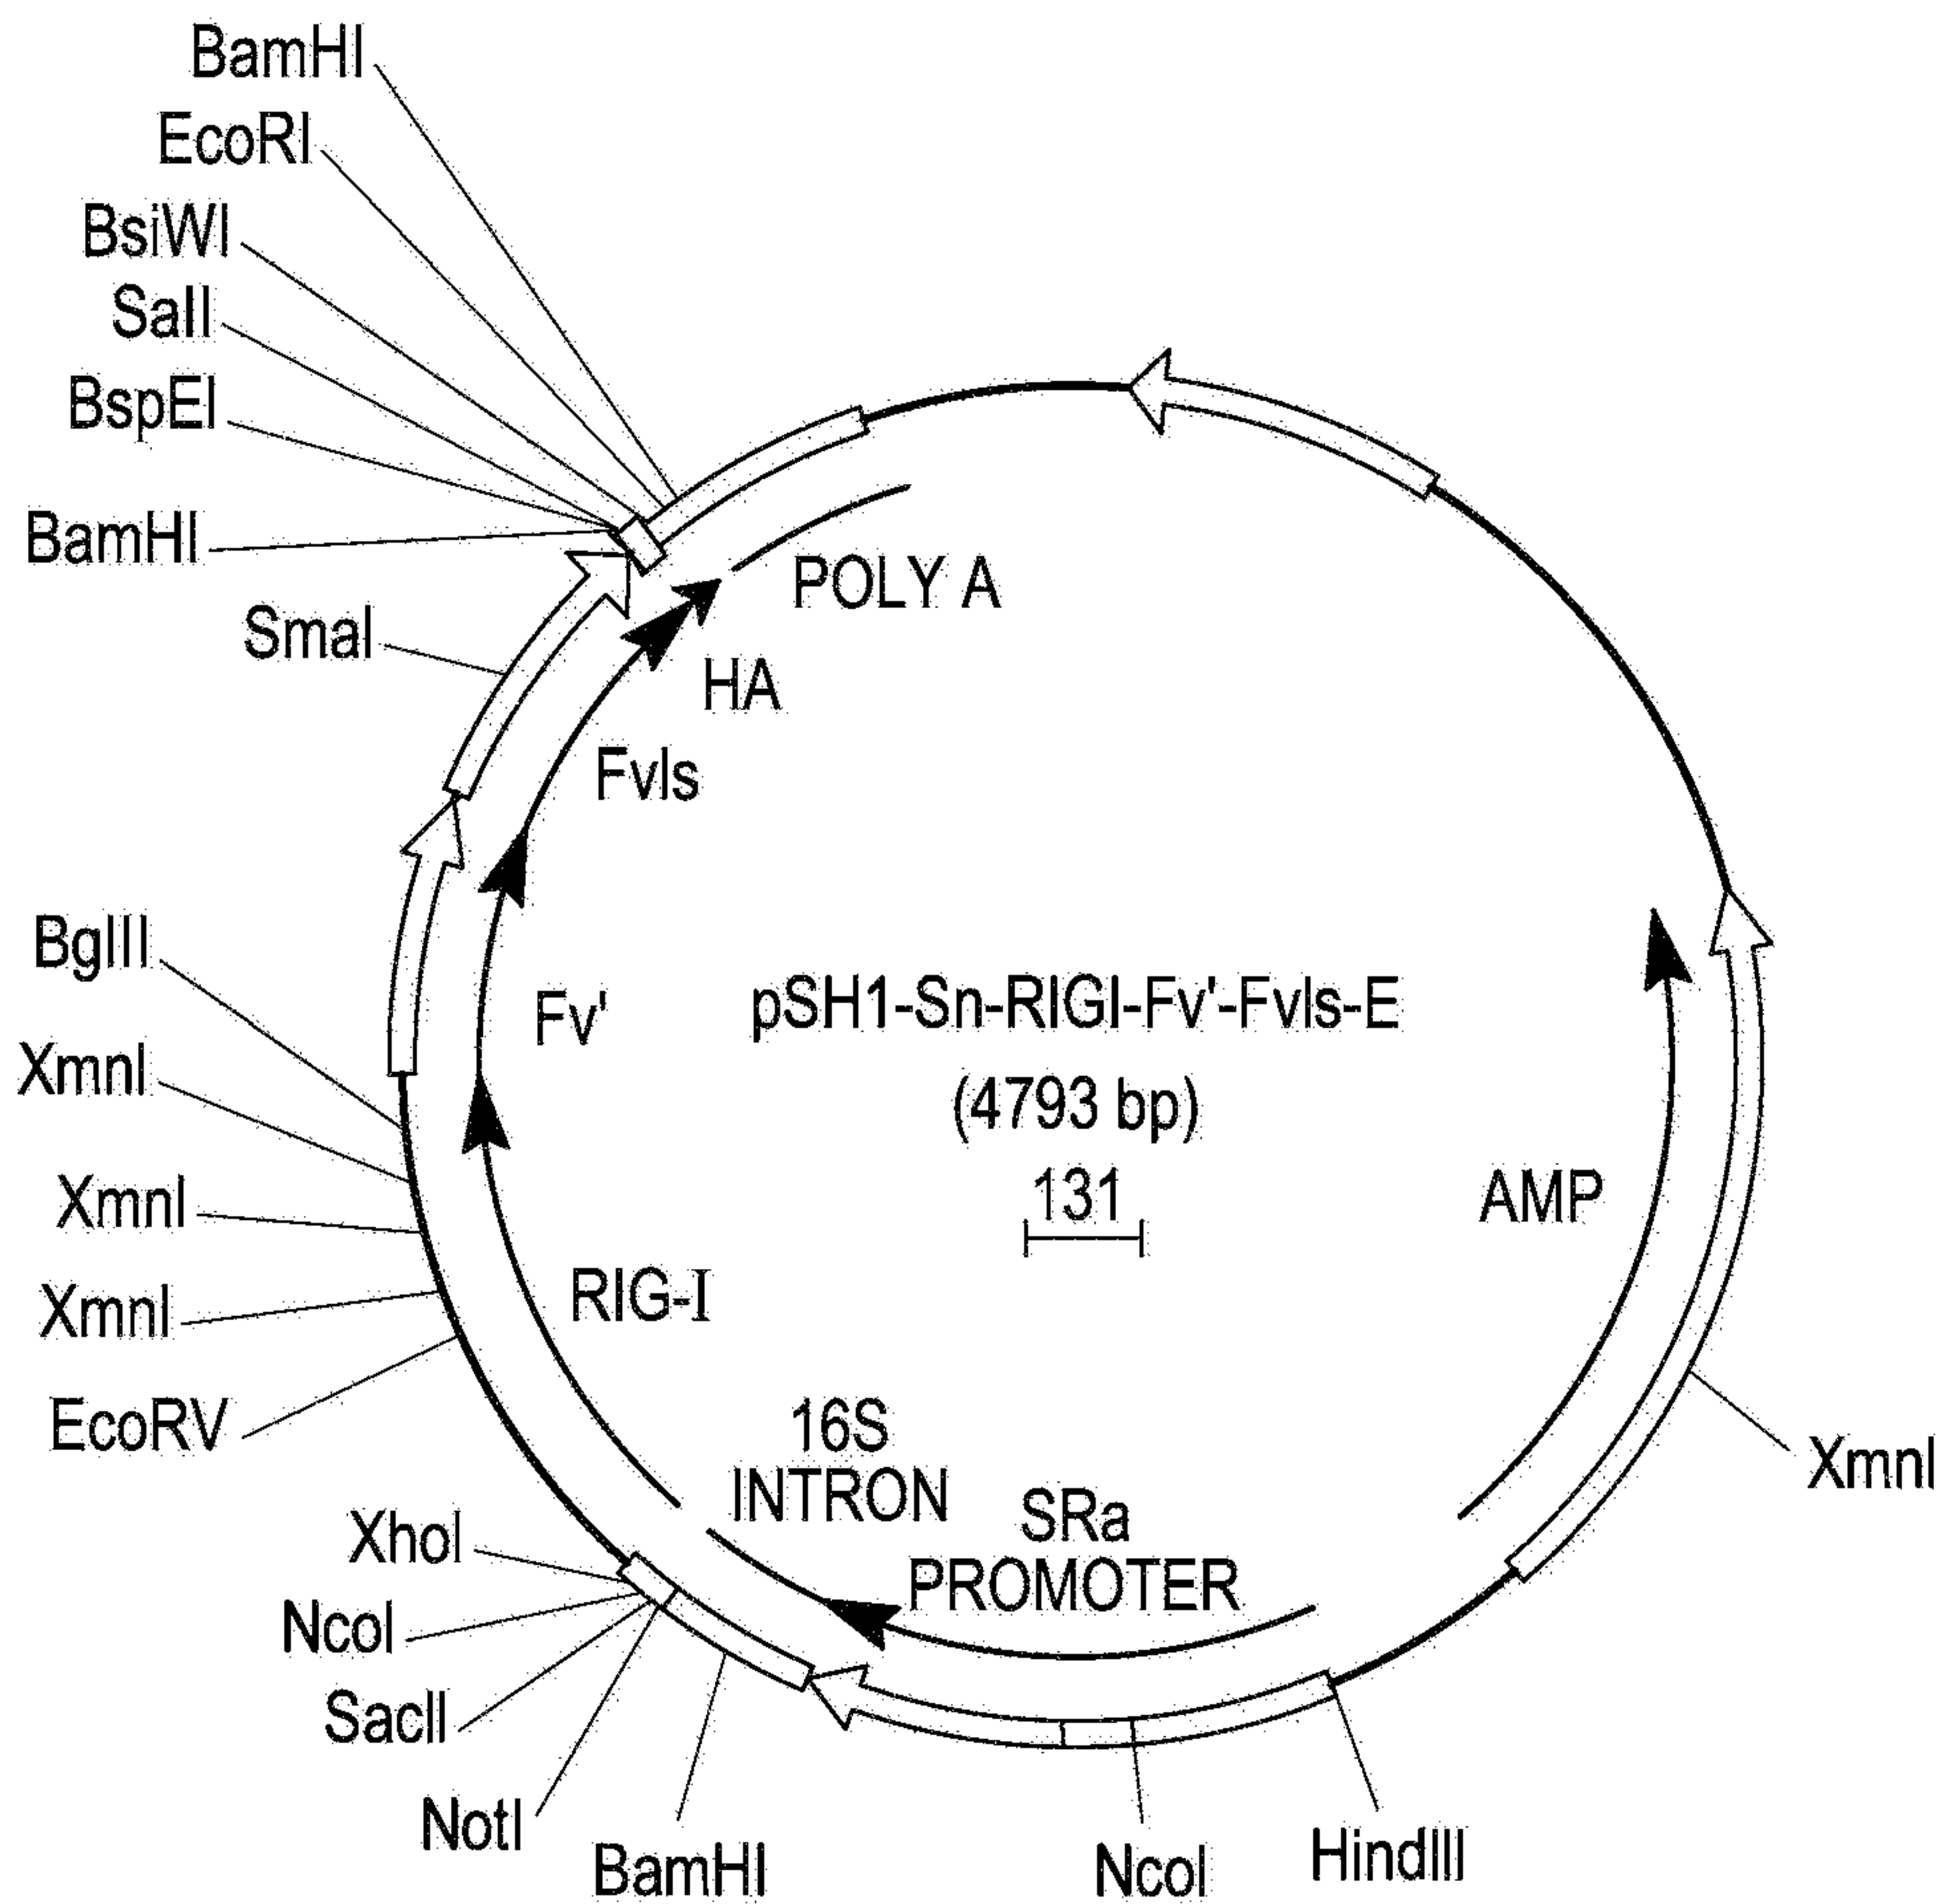 BamHI
EcoRI
BsiWI
SalI
BspEI
BamHI
SmaI
POLY A
HA
FvIs
BglII
Fv'
pSH1-Sn-RIGI-Fv'-FvIs-E
(4793 bp)
131
XmnI
XmnI
XmnI
AMP
RIG-I
EcoRV
16S
INTRON
SRa
PROMOTER
XmnI
XhoI
NcoI
SacII
NotI
BamHI
NcoI
HindIII